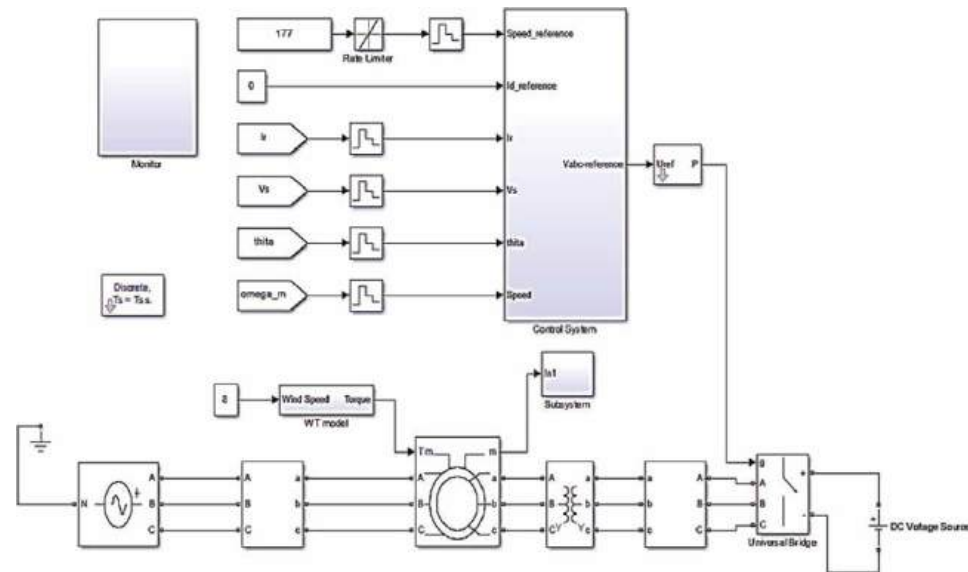 Monitor
177
Rate Limiter
Speed_reference
0
Id_reference
Ir
Ir
Vs
Vs
thita
thita
omega_m
Speed
Vabc-reference
Control System
Uref P
Discrete,
Ts = Tss.
In1
Subsystem
8
Wind Speed Torque
WT model
Tm m
N A A a A a A a a A g
A
B B b B b B b b B B
C C c C c C c c C C
Y Y
+
-
Universal Bridge
+
DC Voltage Source